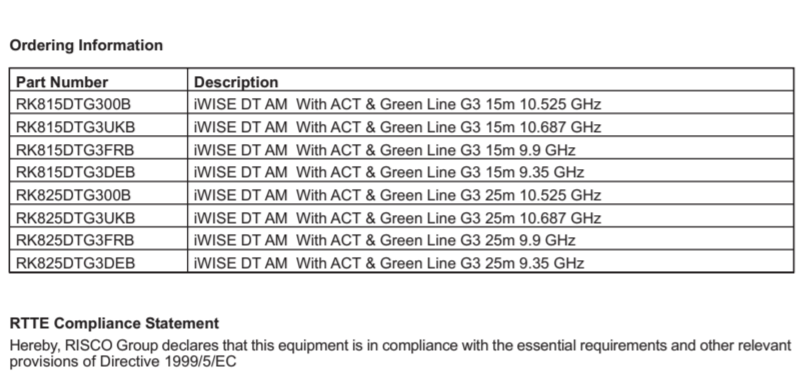 Ordering Information
Part Number Description
RK815DTG300B iWISE DT AM With ACT & Green Line G3 15m 10.525 GHz
RK815DTG3UKB iWISE DT AM With ACT & Green Line G3 15m 10.687 GHz
RK815DTG3FRB iWISE DT AM With ACT & Green Line G3 15m 9.9 GHz
RK815DTG3DEB iWISE DT AM With ACT & Green Line G3 15m 9.35 GHz
RK825DTG300B iWISE DT AM With ACT & Green Line G3 25m 10.525 GHz
RK825DTG3UKB iWISE DT AM With ACT & Green Line G3 25m 10.687 GHz
RK825DTG3FRB iWISE DT AM With ACT & Green Line G3 25m 9.9 GHz
RK825DTG3DEB iWISE DT AM With ACT & Green Line G3 25m 9.35 GHz
RTTE Compliance Statement
Hereby, RISCO Group declares that this equipment is in compliance with the essential requirements and other relevant
provisions of Directive 1999/5/EC